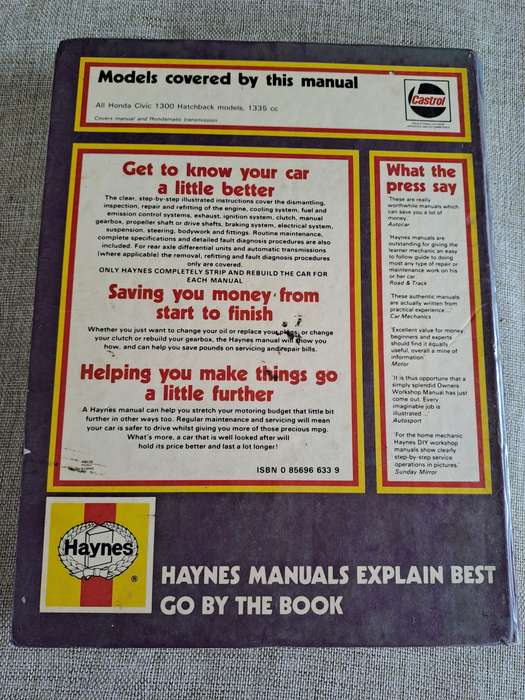 Models covered by this manual
All Honda Civic 1300 Hatchback models, 1335 cc
Covers manual and Hondamatic transmission
Castrol
Get to know your car
a little better
The clear, step-by-step illustrated instructions cover the dismantling,
inspection, repair and refitting of the engine, cooling system, fuel and
emission control systems, exhaust, ignition system, clutch, manual
gearbox, propeller shaft or drive shafts, braking system, electrical system,
suspension, steering, bodywork and fittings. Routine maintenance,
complete specifications and detailed fault diagnosis procedures are also
included. For rear axle differential units and automatic transmissions
(where applicable) the removal, refitting and fault diagnosis procedures
only are covered.
ONLY HAYNES COMPLETELY STRIP AND REBUILD THE CAR FOR
EACH MANUAL
Saving you money from
start to finish
Whether you just want to change your oil or replace your plugs, or change
your clutch or rebuild your gearbox, the Haynes manual will show you
how, and can help you save pounds on servicing and repair bills.
Helping you make things go
a little further
A Haynes manual can help you stretch your motoring budget that little bit
further in other ways too. Regular maintenance and servicing will mean
your car is safer to drive whilst giving you more of those precious mpg.
What's more, a car that is well looked after will
hold its price better and last a lot longer!
ISBN 0 85696 633 9
What the
press say
'These are really
worthwhile manuals which
can save you a lot of
money.'
Autocar
'Haynes manuals are
outstanding for giving the
learner mechanic an easy
to follow guide to doing
most any type of repair or
maintenance work on his
or her car.'
Road & Track
'These authentic manuals
are written from
practical experience...'
Car Mechanics
'Excellent value for money,
beginners and experts
should find it equally
useful, overall a mine of
information'
Motor
'It is thus opportune that a
simply splendid Owners
Workshop Manual has just
come out. Every
imaginable job is
illustrated.'
Autosport
'For the home mechanic
Haynes DIY workshop
manuals show clearly
step-by-step service
operations in pictures.'
Sunday Mirror
Haynes
®
HAYNES MANUALS EXPLAIN BEST
GO BY THE BOOK